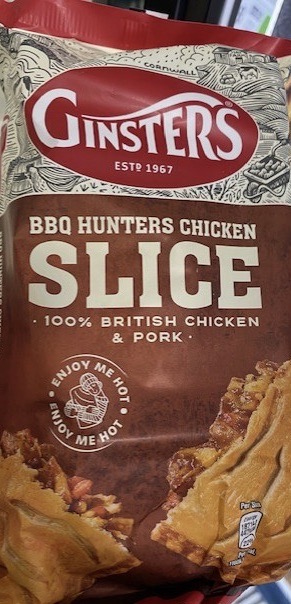 CORNWALL
GINSTERS
ESTD 1967
BBQ HUNTERS CHICKEN
SLICE
· 100% BRITISH CHICKEN
& PORK ·
ENJOY ME HOT
ENJOY ME HOT